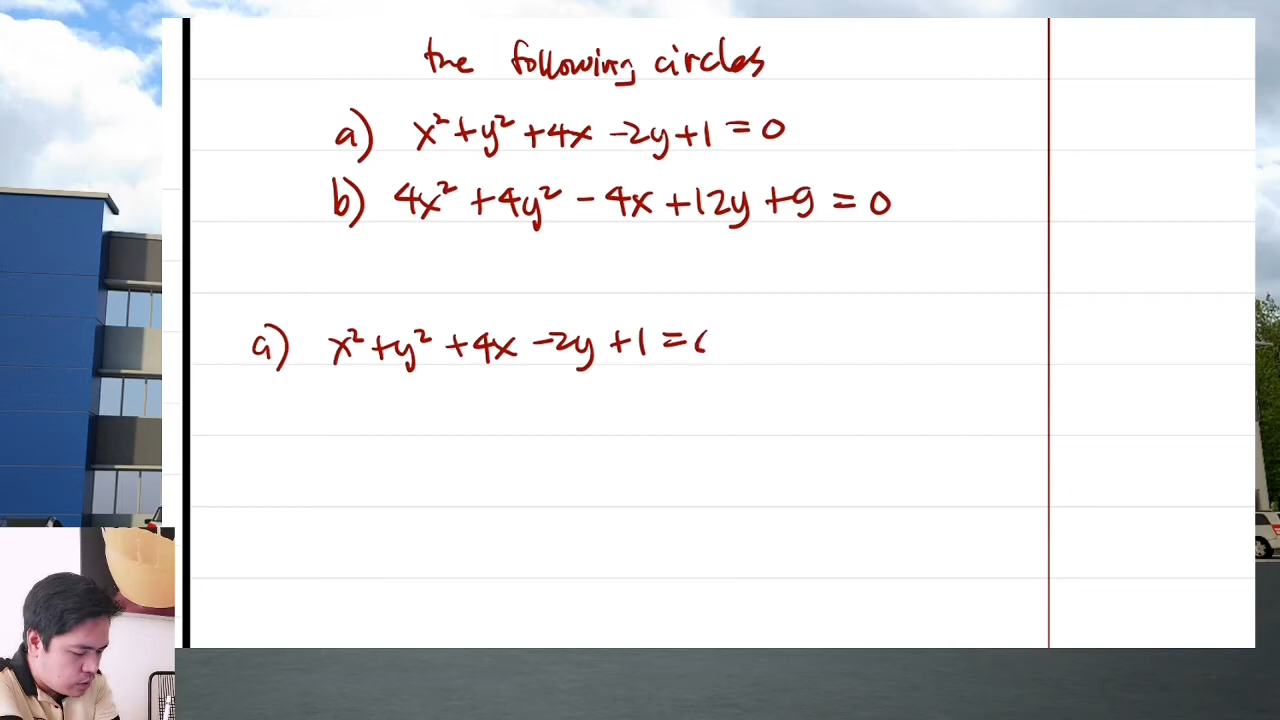 the following circles
a) x² + y² + 4x - 2y + 1 = 0
b) 4x² + 4y² - 4x + 12y + 9 = 0
a) x² + y² + 4x - 2y + 1 = (